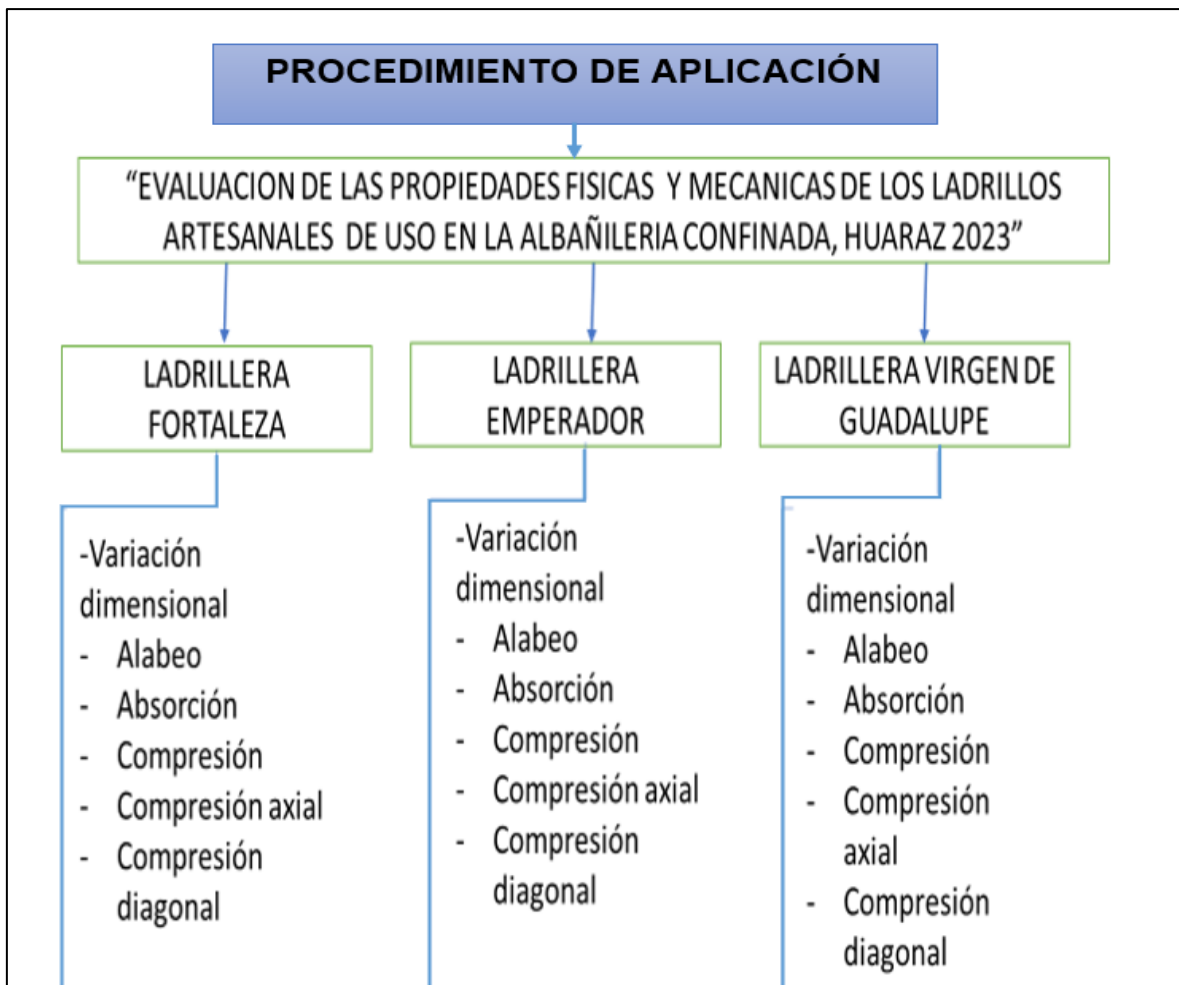 PROCEDIMIENTO DE APLICACIÓN
“EVALUACION DE LAS PROPIEDADES FISICAS Y MECANICAS DE LOS LADRILLOS
ARTESANALES DE USO EN LA ALBAÑILERIA CONFINADA, HUARAZ 2023”
LADRILLERA
FORTALEZA
-Variación
dimensional
- Alabeo
- Absorción
- Compresión
- Compresión axial
- Compresión
diagonal
LADRILLERA
EMPERADOR
-Variación
dimensional
- Alabeo
- Absorción
- Compresión
- Compresión axial
- Compresión
diagonal
LADRILLERA VIRGEN DE
GUADALUPE
-Variación
dimensional
- Alabeo
- Absorción
- Compresión
- Compresión
axial
- Compresión
diagonal